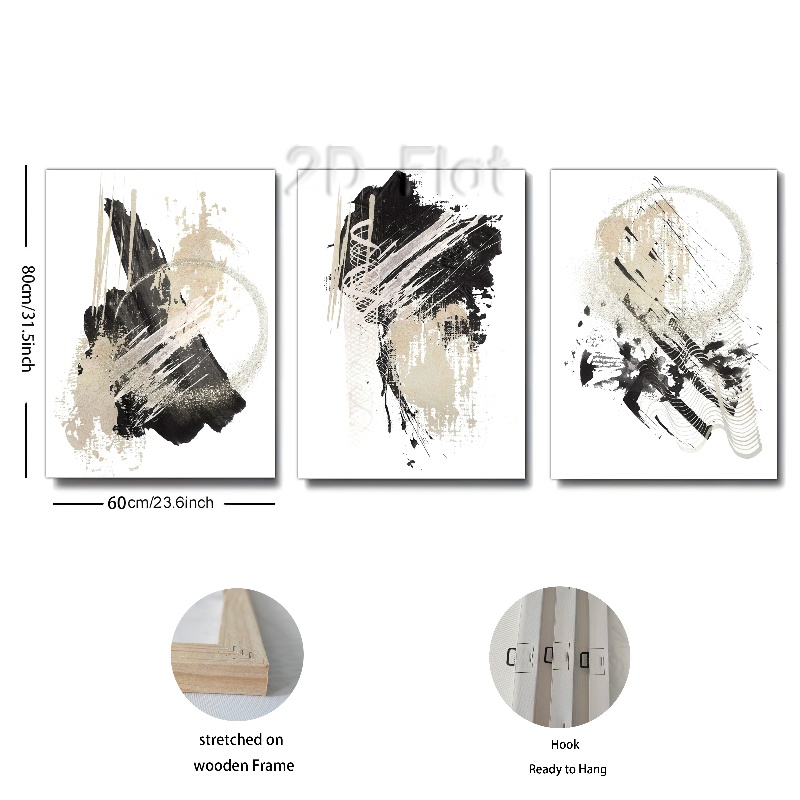 2D Flat
80cm/31.5inch
60cm/23.6inch
stretched on
wooden Frame
Hook
Ready to Hang